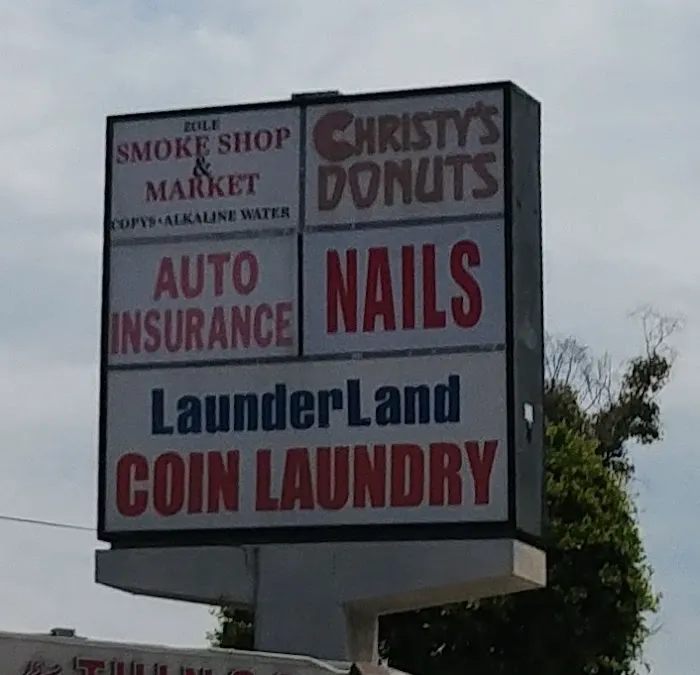 ZOLE
SMOKE SHOP
&
MARKET
COPYS•ALKALINE WATER
CHRISTY'S
DONUTS
AUTO
INSURANCE
NAILS
LaunderLand
COIN LAUNDRY